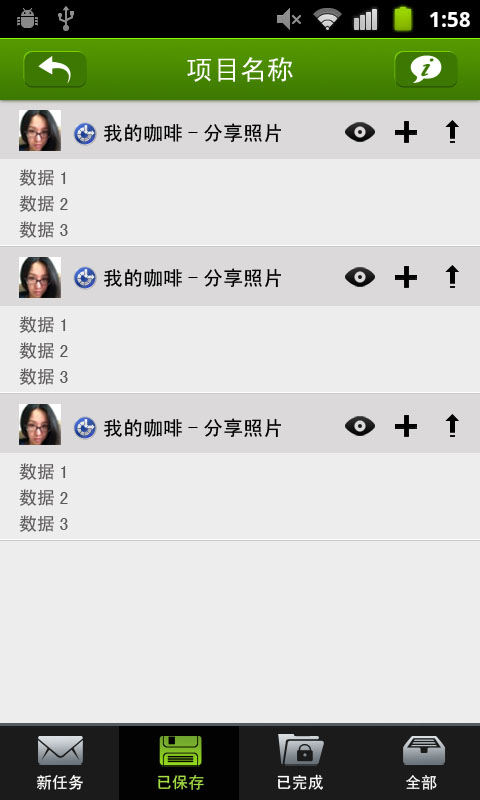 1:58
项目名称
我的咖啡 – 分享照片
数据 1
数据 2
数据 3
我的咖啡 – 分享照片
数据 1
数据 2
数据 3
我的咖啡 – 分享照片
数据 1
数据 2
数据 3
新任务
已保存
已完成
全部